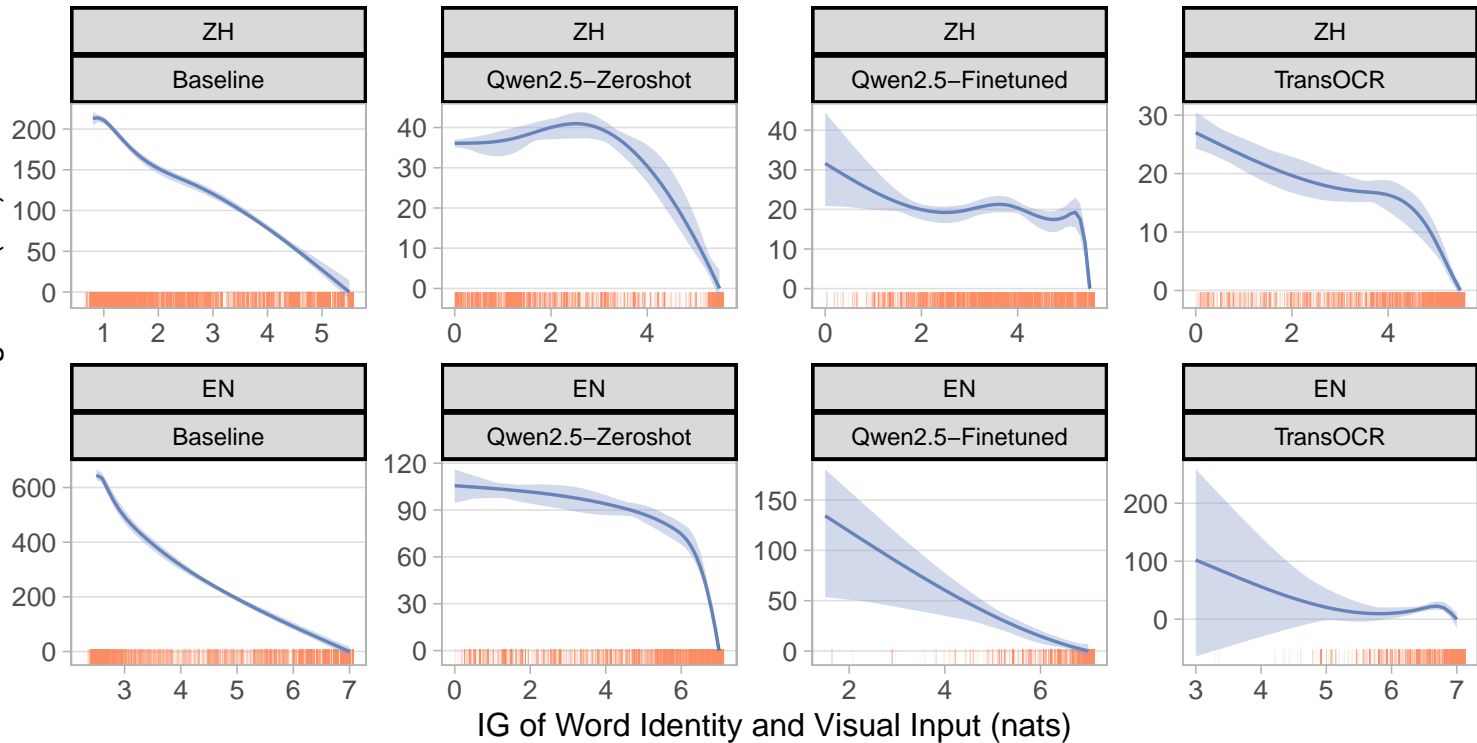 ZH ZH ZH ZH
Baseline Qwen2.5−Zeroshot Qwen2.5−Finetuned TransOCR
200 150 100 50 0
40 30 20 10 0
40 30 20 10 0
30 20 10 0
1 2 3 4 5 0 2 4 0 2 4 0 2 4
EN EN EN EN
Baseline Qwen2.5−Zeroshot Qwen2.5−Finetuned TransOCR
600 400 200 0
120 90 60 30 0
150 100 50 0
200 100 0
3 4 5 6 7 0 2 4 6 2 4 6 3 4 5 6 7
IG of Word Identity and Visual Input (nats)